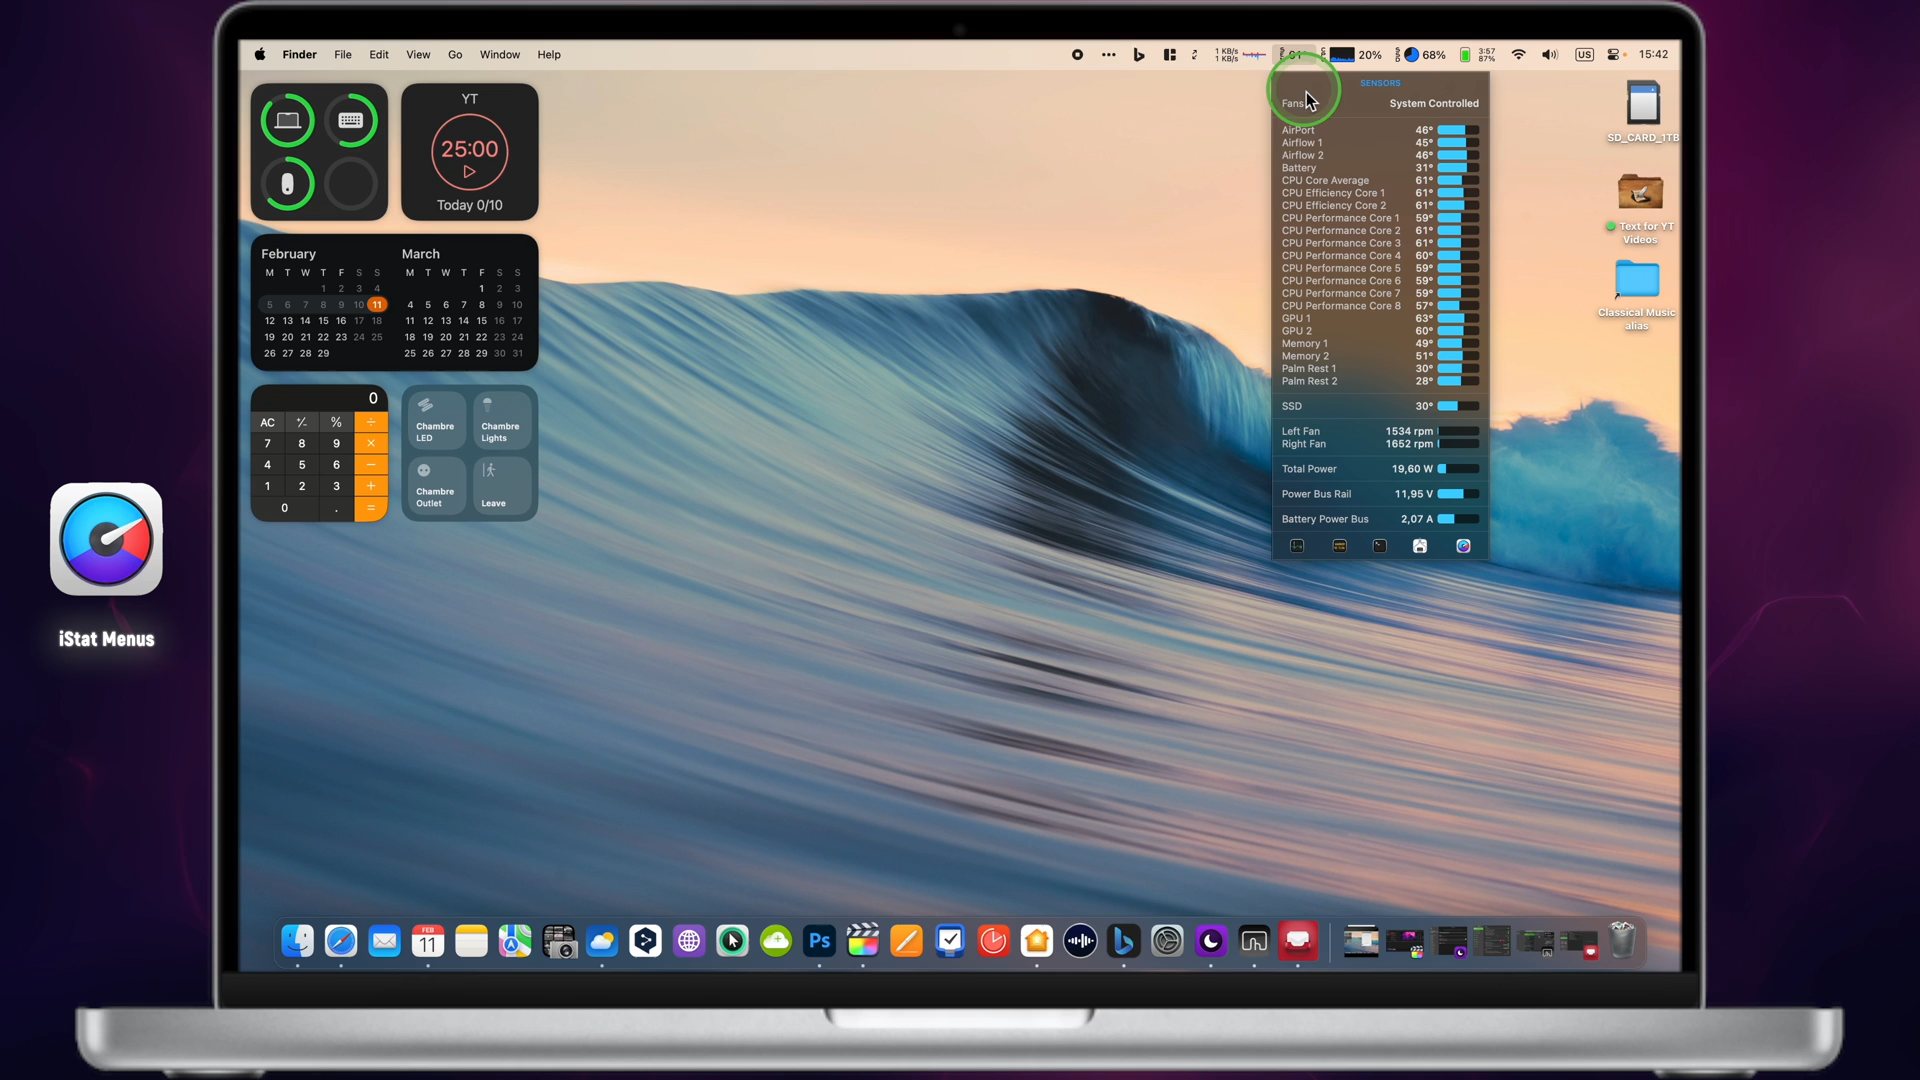 Finder File Edit View Go Window Help
1 KB/s
1 KB/s
20%
68%
3:57
87%
US
15:42
YT
25:00
Today 0/10
February
M T W T F S S
1 2 3 4
5 6 7 8 9 10 11
12 13 14 15 16 17 18
19 20 21 22 23 24 25
26 27 28 29
March
M T W T F S S
1 2 3
4 5 6 7 8 9 10
11 12 13 14 15 16 17
18 19 20 21 22 23 24
25 26 27 28 29 30 31
0
AC +/- % ÷
7 8 9 ×
4 5 6 −
1 2 3 +
0 . =
Chambre
LED
Chambre
Lights
Chambre
Outlet
Leave
iStat Menus
SENSORS
Fans System Controlled
AirPort 46°
Airflow 1 45°
Airflow 2 46°
Battery 31°
CPU Core Average 61°
CPU Efficiency Core 1 61°
CPU Efficiency Core 2 61°
CPU Performance Core 1 59°
CPU Performance Core 2 61°
CPU Performance Core 3 61°
CPU Performance Core 4 60°
CPU Performance Core 5 59°
CPU Performance Core 6 59°
CPU Performance Core 7 59°
CPU Performance Core 8 57°
GPU 1 63°
GPU 2 60°
Memory 1 49°
Memory 2 51°
Palm Rest 1 30°
Palm Rest 2 28°
SSD 30°
Left Fan 1534 rpm
Right Fan 1652 rpm
Total Power 19,60 W
Power Bus Rail 11,95 V
Battery Power Bus 2,07 A
SD_CARD_1TB
Text for YT
Videos
Classical Music
alias
FEB
11
Ps